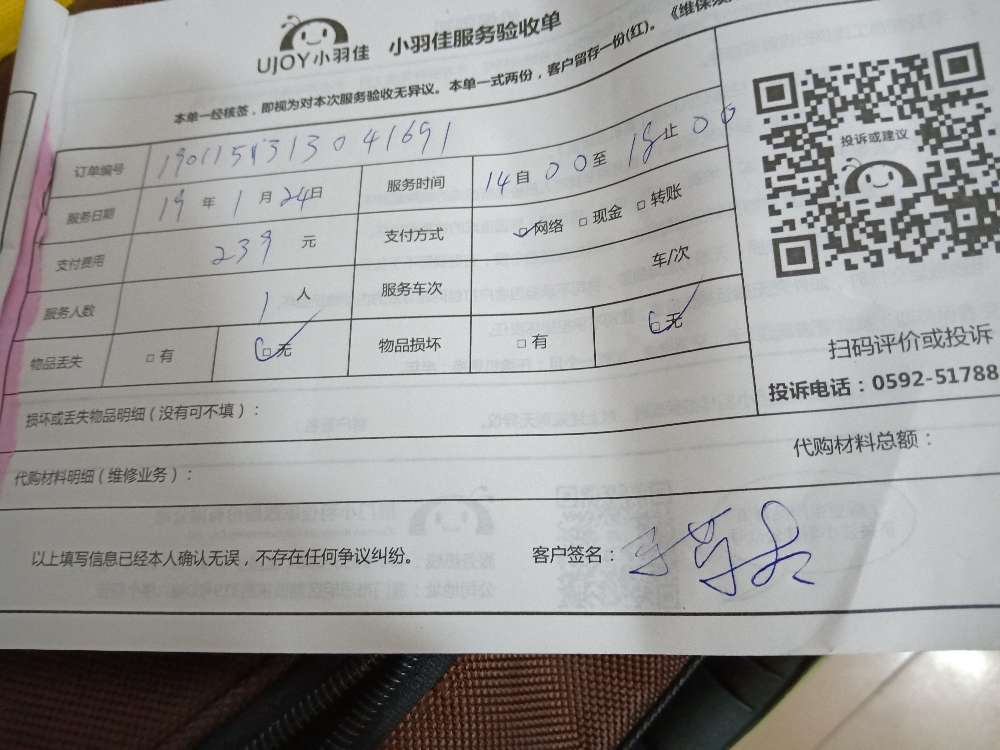 UJOY小羽佳 小羽佳服务验收单
本单一经核签，即视为对本次服务验收无异议。本单一式两份，客户留存一份(红)。《维保须
订单编号
服务日期 19 年 1 月 24 日 服务时间 14 自 00 至 18 止 00
支付费用 239 元 支付方式 ☑网络 □现金 □转账
服务人数 1 人 服务车次 车/次
物品丢失 □有 ☑无 物品损坏 □有 ☑无
投诉或建议
扫码评价或投诉
投诉电话：0592-51788
损坏或丢失物品明细（没有可不填）：
代购材料明细（维修业务）： 代购材料总额：
以上填写信息已经本人确认无误，不存在任何争议纠纷。 客户签名：